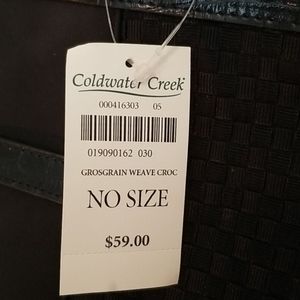 Coldwater Creek
000416303 05
019090162 030
GROSGRAIN WEAVE CROC
NO SIZE
$59.00